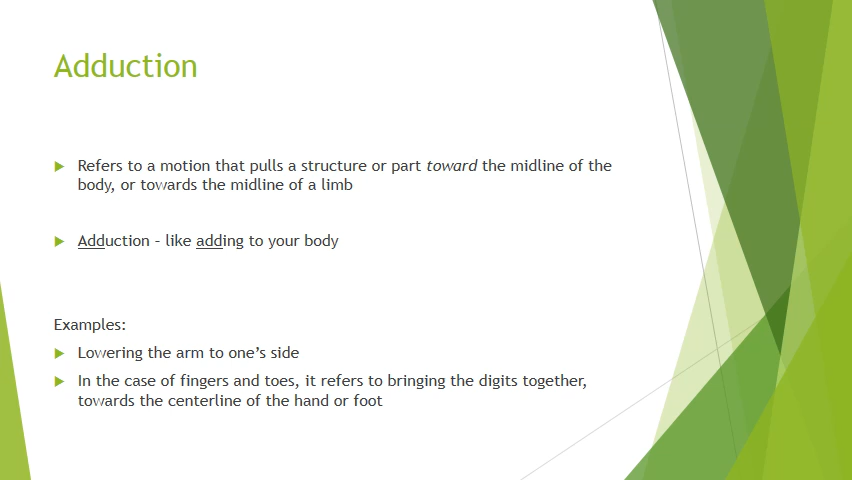 Adduction
Refers to a motion that pulls a structure or part toward the midline of the
body, or towards the midline of a limb
Adduction - like adding to your body
Examples:
Lowering the arm to one's side
In the case of fingers and toes, it refers to bringing the digits together,
towards the centerline of the hand or foot